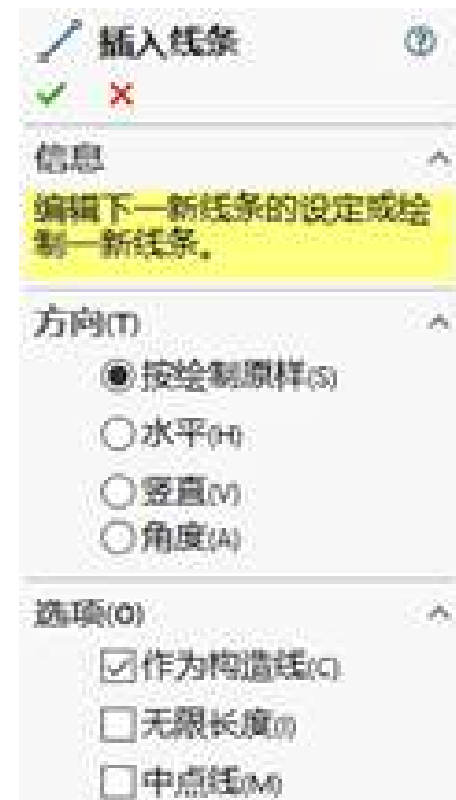 插入线条
信息
编辑下一新线条的设定或绘
制一新线条。
方向(T)
按绘制原样(S)
水平(H)
竖直(V)
角度(A)
选项(O)
作为构造线(C)
无限长度(I)
中点线(M)